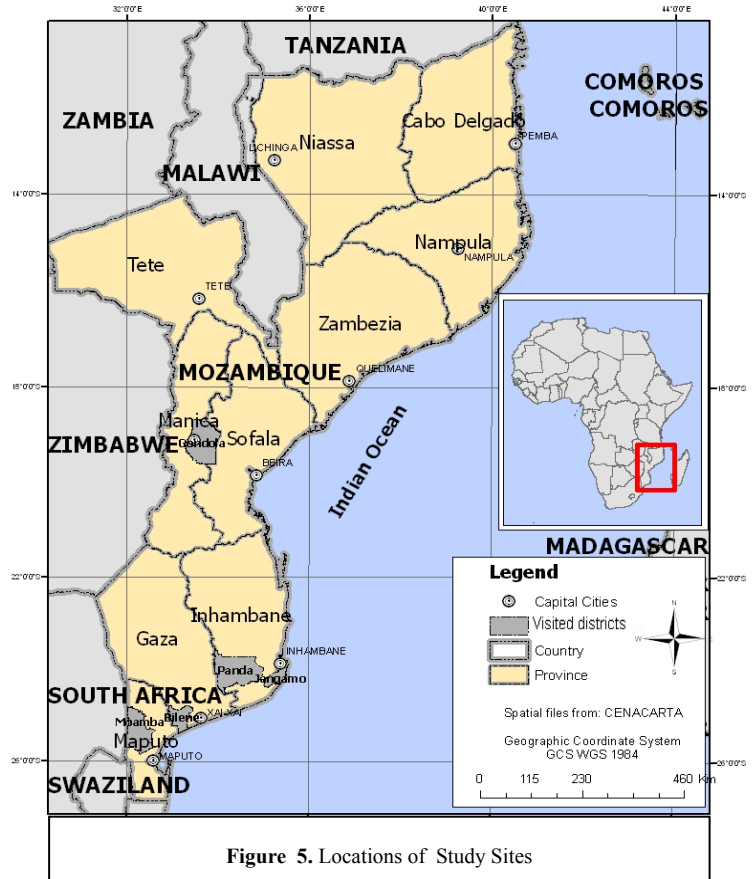 32°0'0"E 36°0'0"E 40°0'0"E 44°0'0"E
TANZANIA
COMOROS
COMOROS
ZAMBIA
Cabo Delgado
PEMBA
Niassa
LICHINGA
MALAWI
14°0'0"S 14°0'0"S
Nampula
NAMPULA
Tete
TETE
Zambezia
MOZAMBIQUE
QUELIMANE
18°0'0"S 18°0'0"S
Manica
ZIMBABWE
Gondola
Sofala
BEIRA
Indian Ocean
MADAGASCAR
22°0'0"S 22°0'0"S
Inhambane
Gaza
INHAMBANE
Panda
Jangamo
SOUTH AFRICA
Bilene
XAI-XAI
Moamba
Maputo
MAPUTO
26°0'0"S 26°0'0"S
SWAZILAND
Legend
Capital Cities
Visited districts
Country
Province
N
W E
S
Spatial files from: CENACARTA
Geographic Coordinate System
GCS WGS 1984
0 115 230 460 Km
Figure 5. Locations of Study Sites